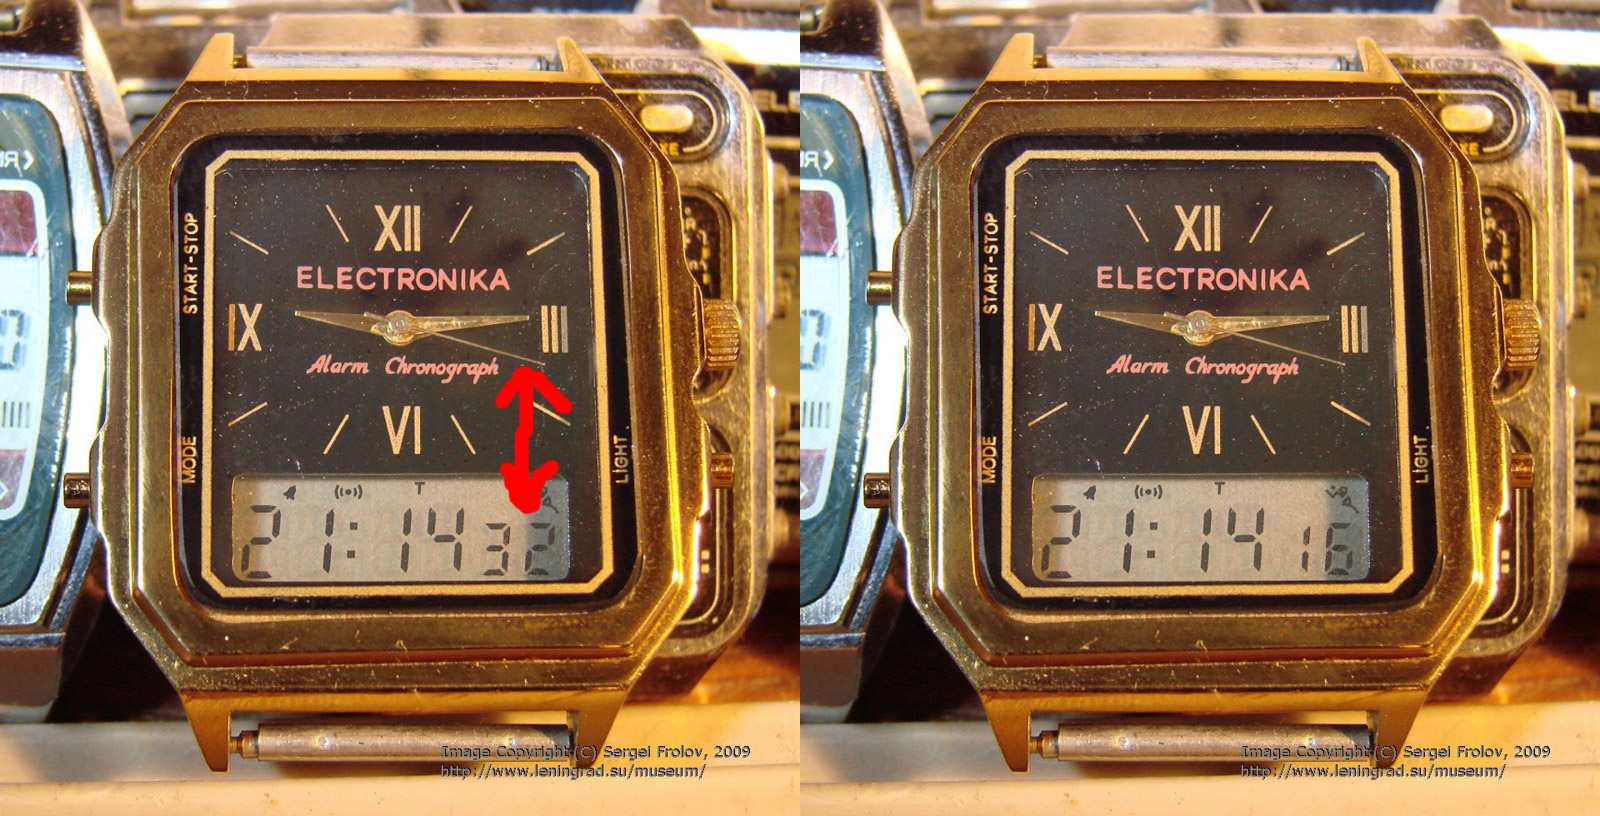 XII
ELECTRONIKA
IX
III
Alarm Chronograph
VI
START-STOP
MODE
LIGHT
T
21:14 32
Image Copyright (C) Sergei Frolov, 2009
http://www.leningrad.su/museum/
XII
ELECTRONIKA
IX
III
Alarm Chronograph
VI
START-STOP
MODE
LIGHT
T
21:14 16
Image Copyright (C) Sergei Frolov, 2009
http://www.leningrad.su/museum/